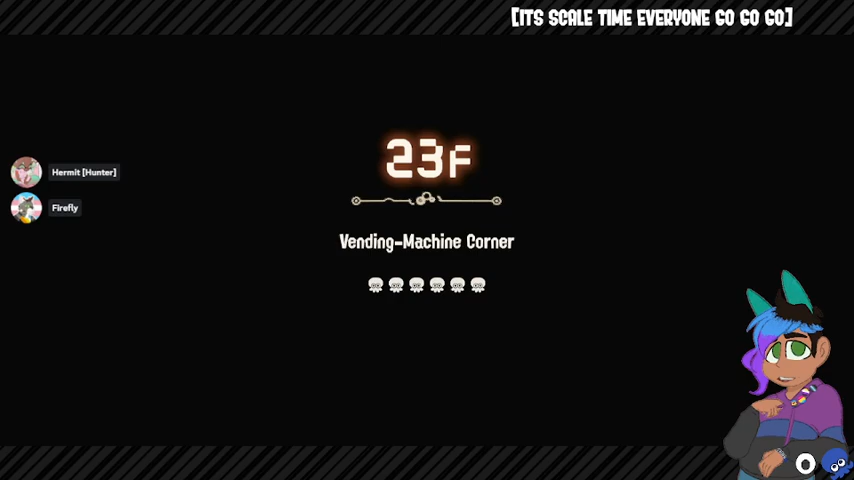 [ITS SCALE TIME EVERYONE GO GO GO]
23F
Hermit [Hunter]
Firefly
Vending-Machine Corner